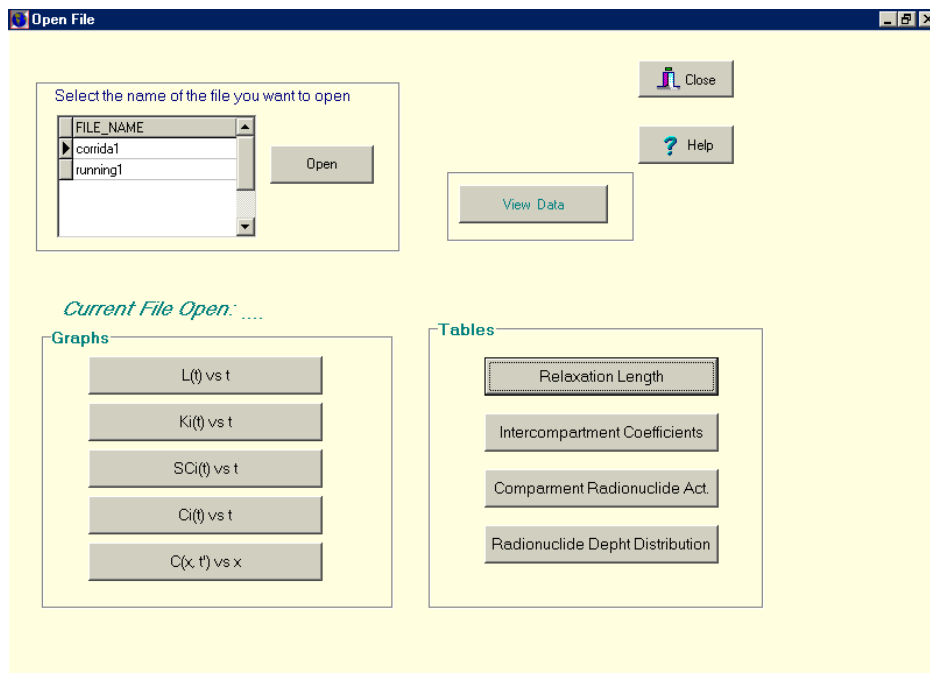 Open File
Close
Select the name of the file you want to open
FILE_NAME
corrida1
running1
Open
Help
View Data
Current File Open: ....
Graphs
L(t) vs t
Ki(t) vs t
SCi(t) vs t
Ci(t) vs t
C(x, t') vs x
Tables
Relaxation Length
Intercompartment Coefficients
Comparment Radionuclide Act.
Radionuclide Depht Distribution